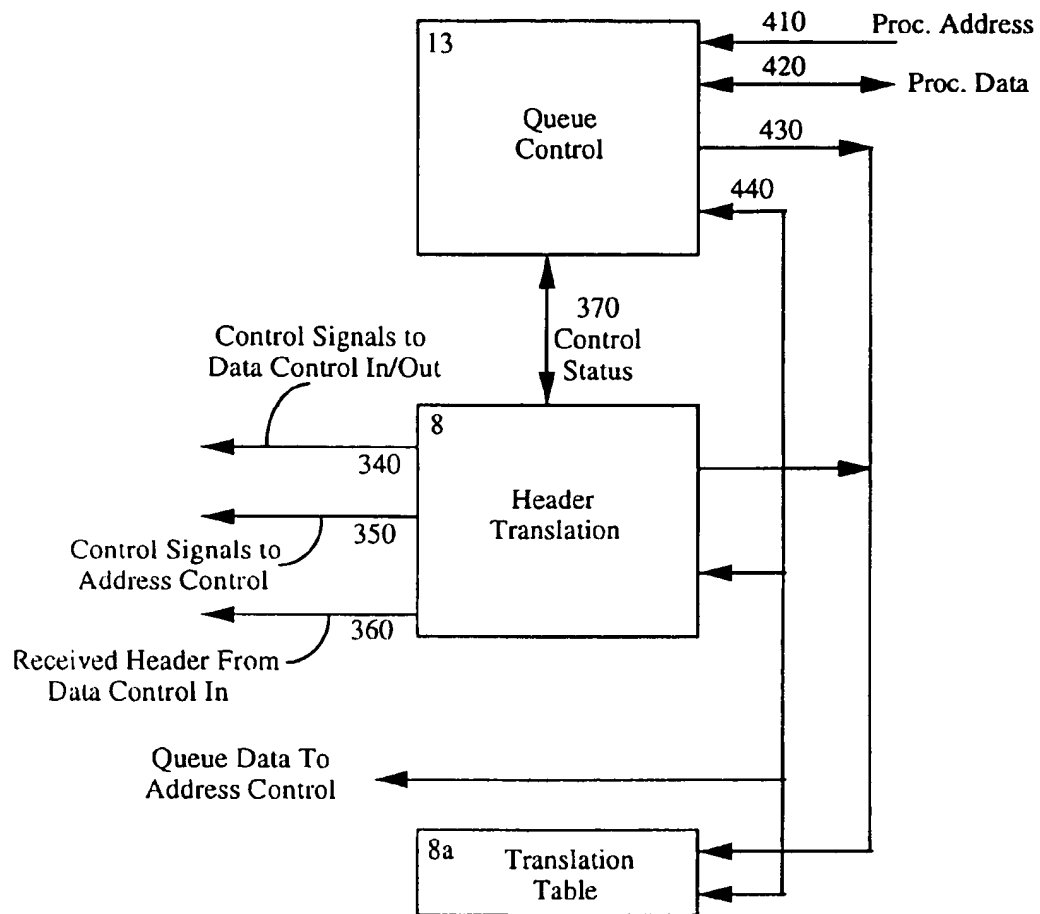 13
Queue
Control
410
Proc. Address
420
Proc. Data
430
440
370
Control
Status
Control Signals to
Data Control In/Out
340
8
Header
Translation
350
Control Signals to
Address Control
360
Received Header From
Data Control In
Queue Data To
Address Control
8a
Translation
Table